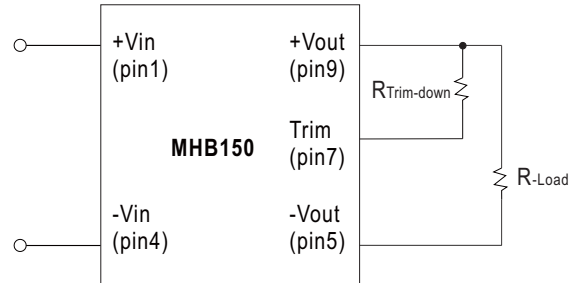 +Vin
(pin1)
+Vout
(pin9)
RTrim-down
Trim
(pin7)
MHB150
R-Load
-Vin
(pin4)
-Vout
(pin5)